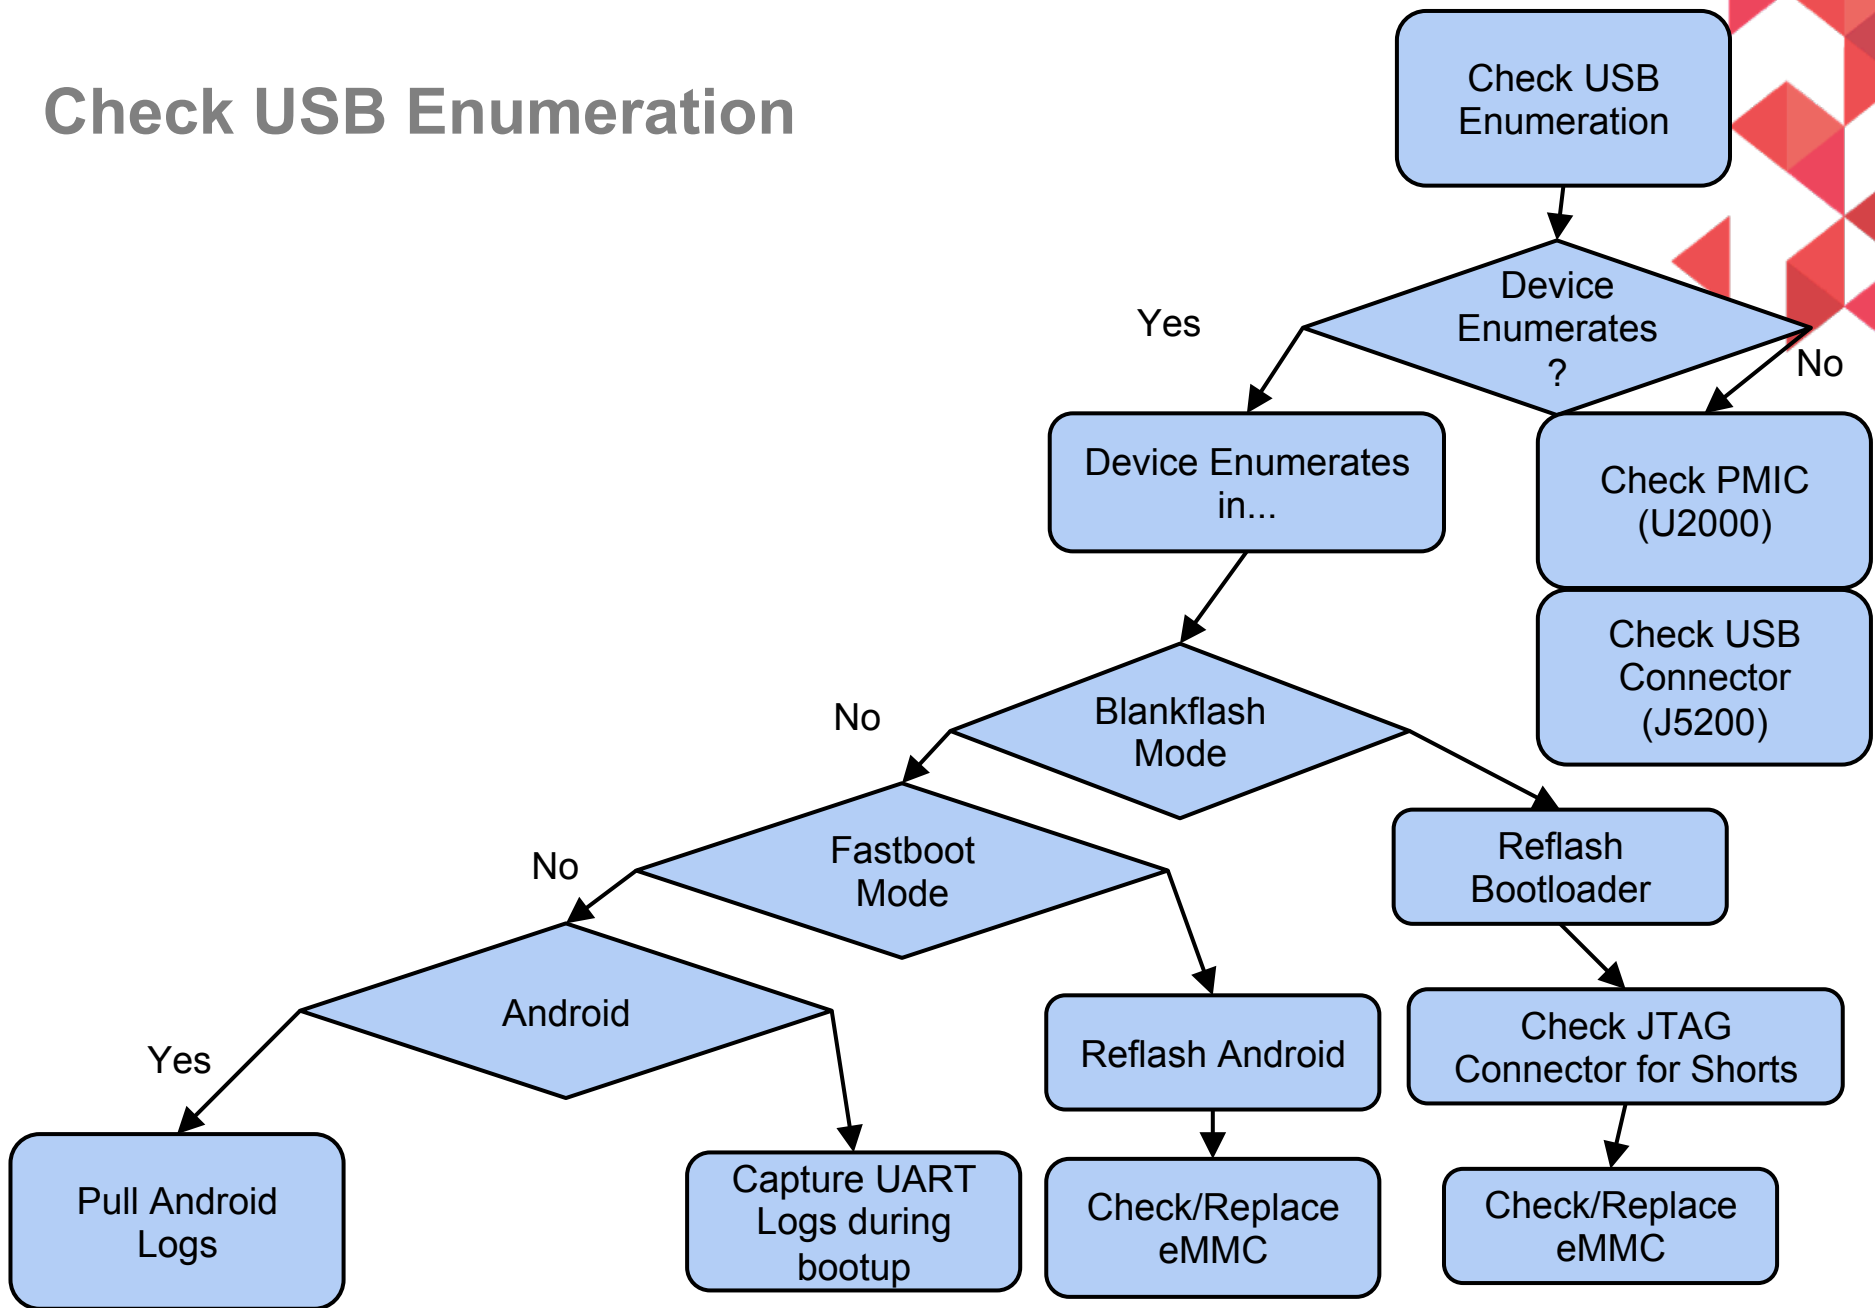 Check USB Enumeration
Check USB
Enumeration
Device
Enumerates
?
Yes
No
Device Enumerates
in...
Check PMIC
(U2000)
Check USB
Connector
(J5200)
Blankflash
Mode
No
Fastboot
Mode
Reflash
Bootloader
No
Android
Reflash Android
Check JTAG
Connector for Shorts
Yes
Pull Android
Logs
Capture UART
Logs during
bootup
Check/Replace
eMMC
Check/Replace
eMMC